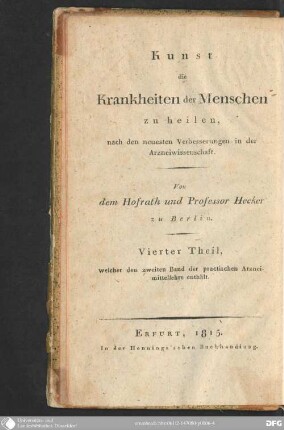 Kunst
die
Krankheiten der Menschen
zu heilen,
nach den neuesten Verbesserungen in der
Arzneiwissenschaft.
Von
dem Hofrath und Professor Hecker
zu Berlin.
Vierter Theil,
welcher den zweiten Band der practischen Arznei-
mittellehre enthält.
Erfurt, 1815.
In der Hennings'schen Buchhandlung.
DFG